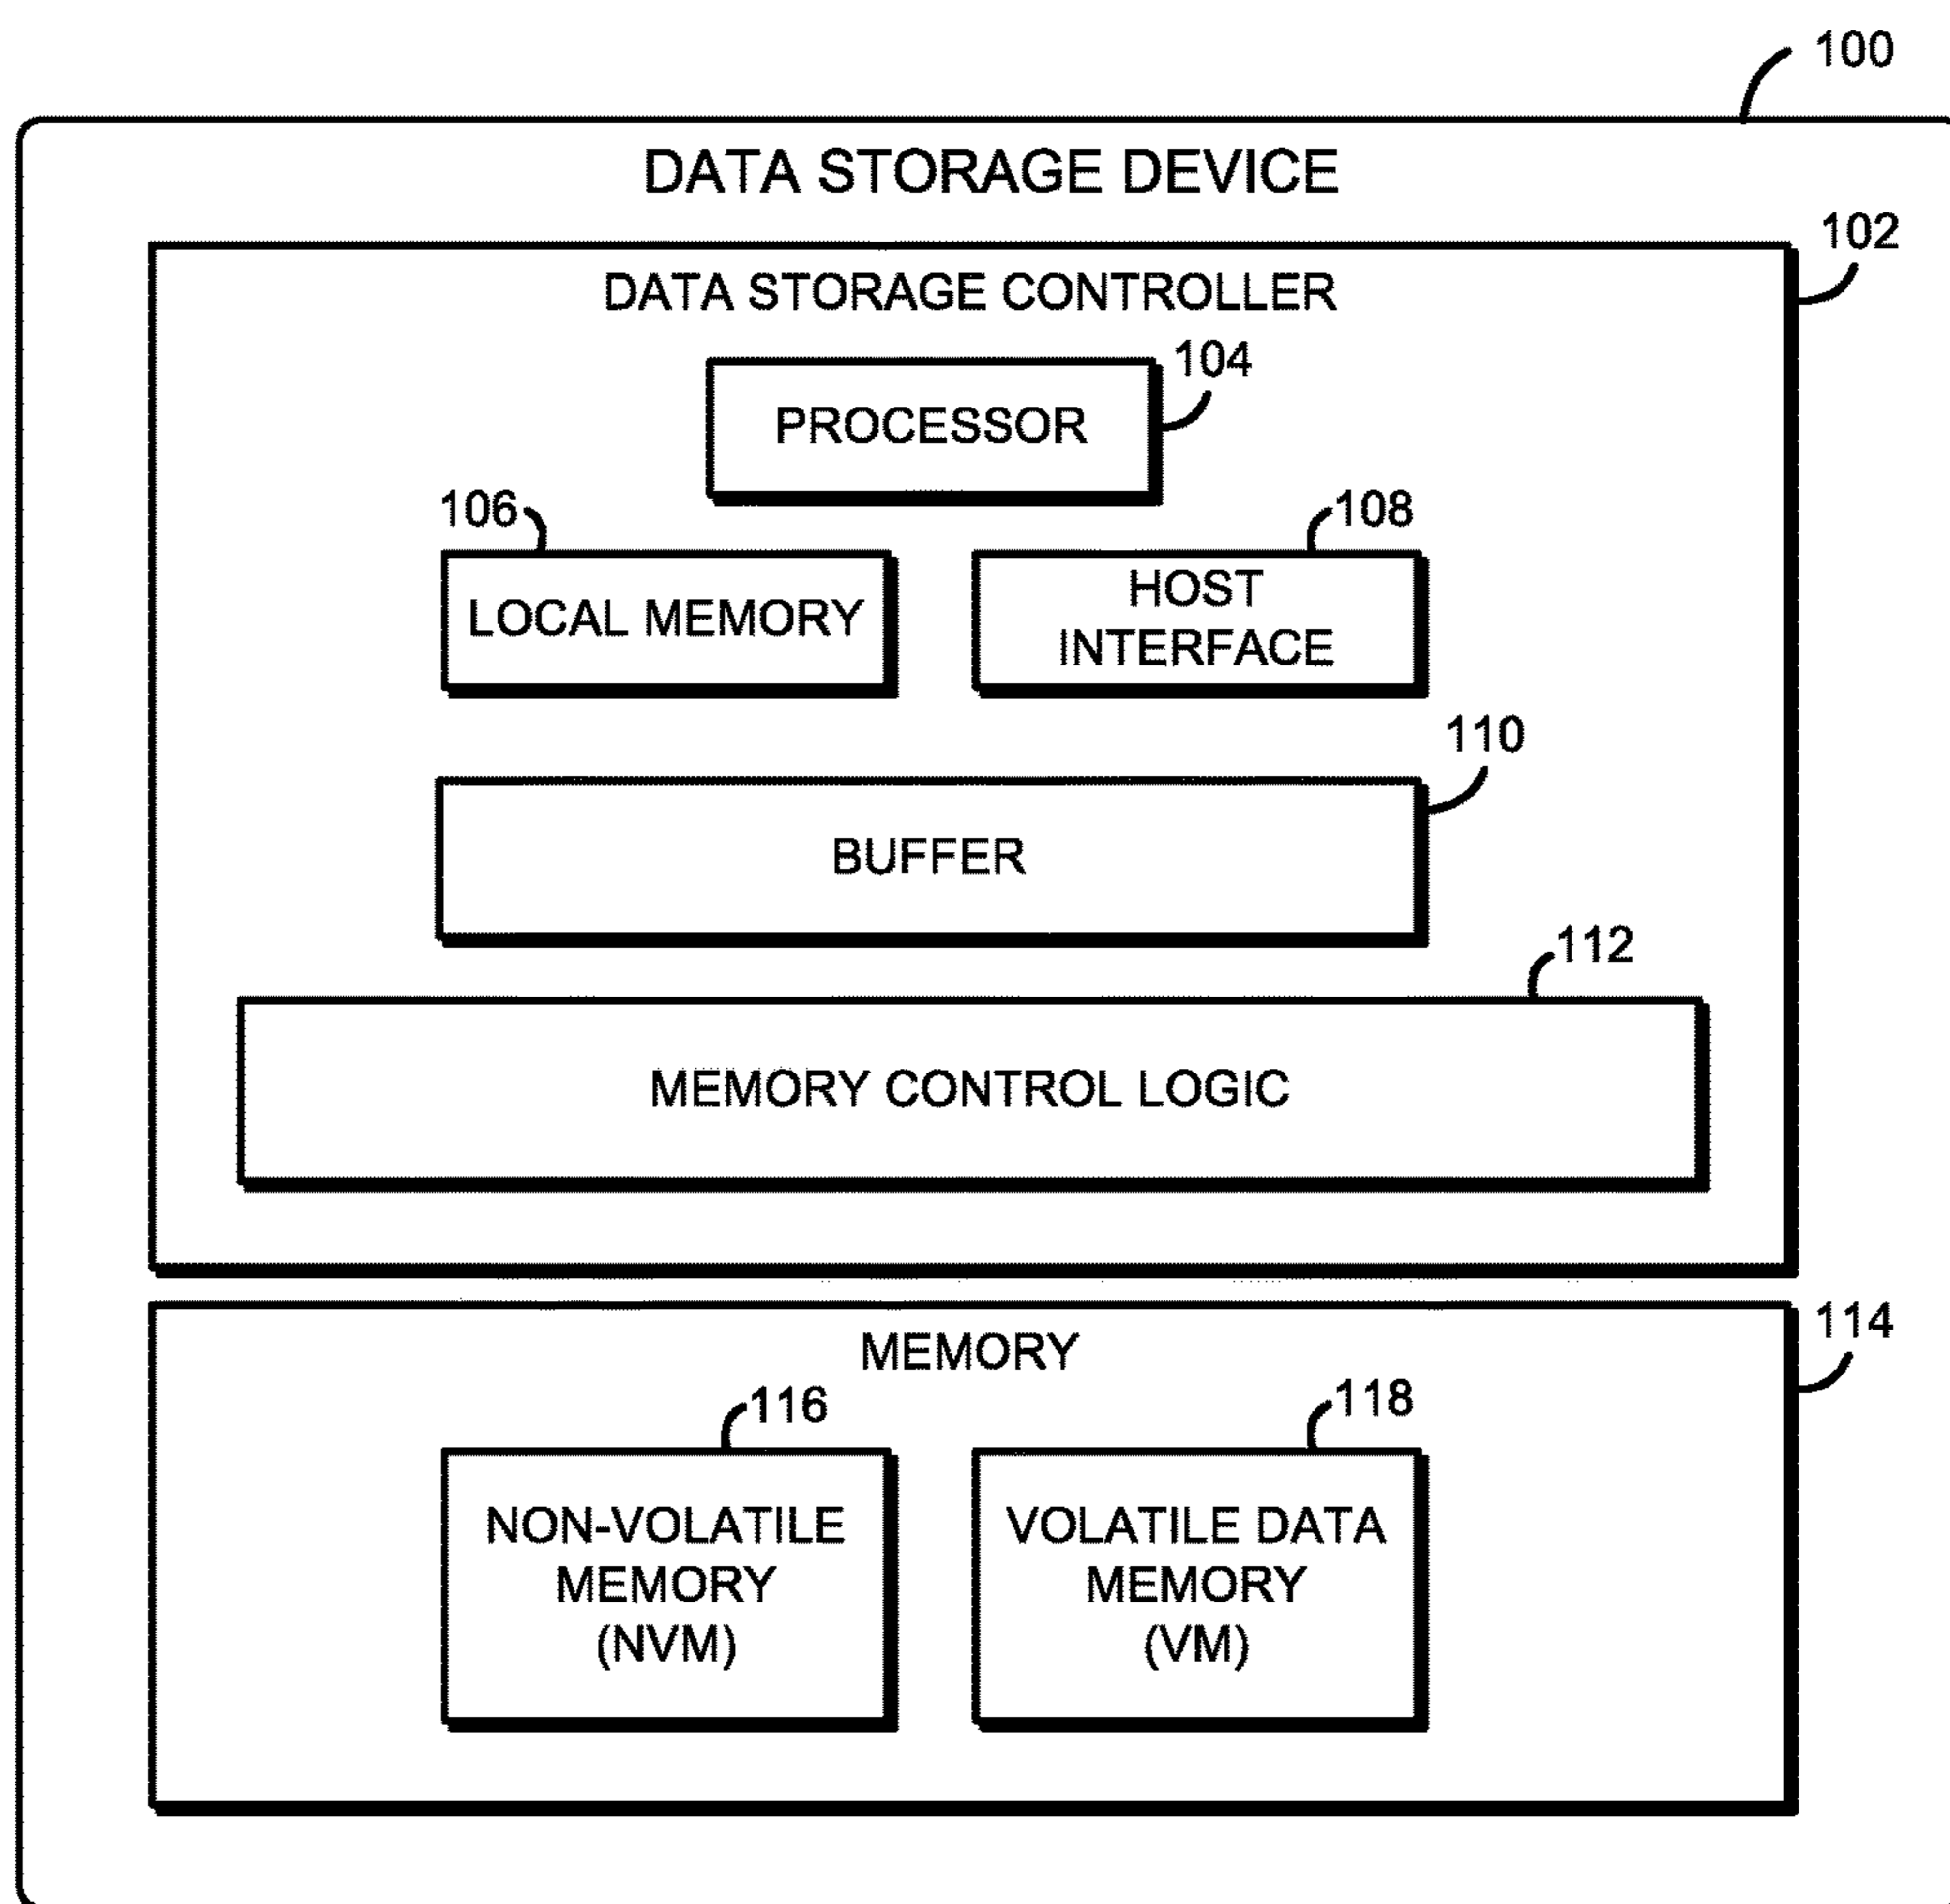 100
DATA STORAGE DEVICE
102
DATA STORAGE CONTROLLER
104
PROCESSOR
106
108
LOCAL MEMORY
HOST
INTERFACE
110
BUFFER
112
MEMORY CONTROL LOGIC
114
MEMORY
116
118
NON-VOLATILE
MEMORY
(NVM)
VOLATILE DATA
MEMORY
(VM)